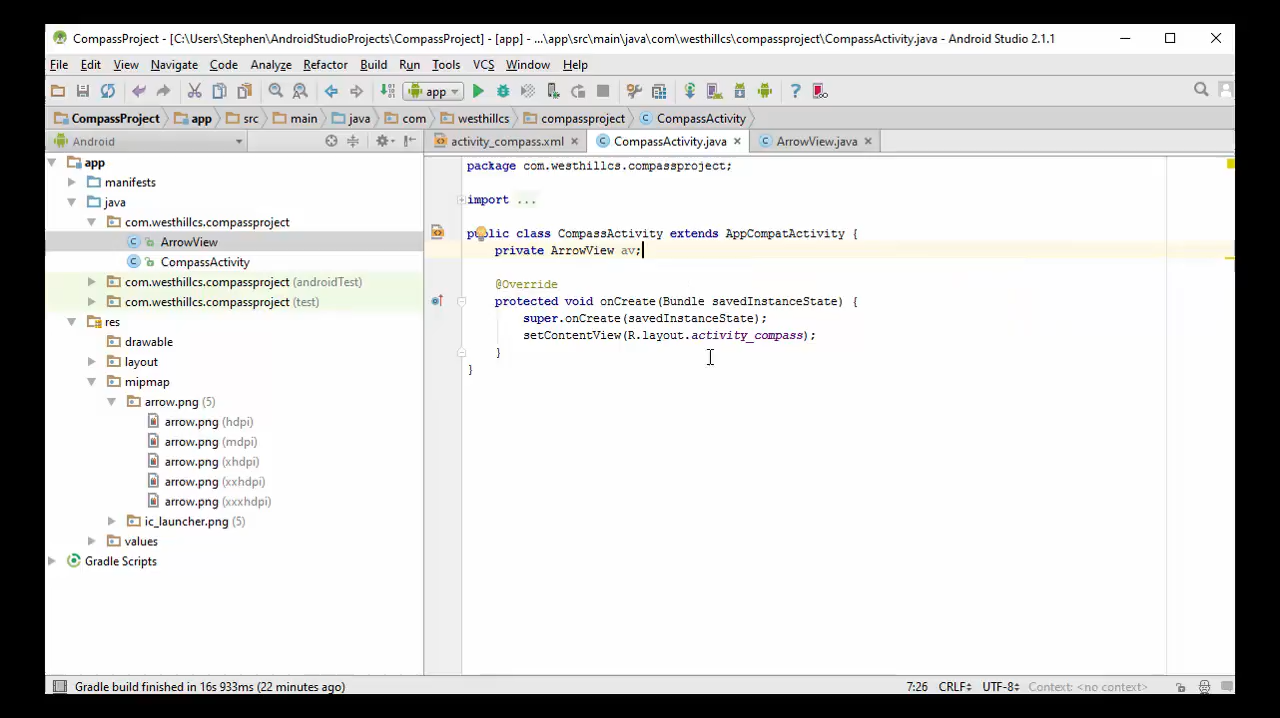 CompassProject - [C:\Users\Stephen\AndroidStudioProjects\CompassProject] - [app] - ...\app\src\main\java\com\westhillcs\compassproject\CompassActivity.java - Android Studio 2.1.1
File Edit View Navigate Code Analyze Refactor Build Run Tools VCS Window Help
app
CompassProject app src main java com westhillcs compassproject CompassActivity
Android
activity_compass.xml CompassActivity.java ArrowView.java
app
manifests
java
com.westhillcs.compassproject
ArrowView
CompassActivity
com.westhillcs.compassproject (androidTest)
com.westhillcs.compassproject (test)
res
drawable
layout
mipmap
arrow.png (5)
arrow.png (hdpi)
arrow.png (mdpi)
arrow.png (xhdpi)
arrow.png (xxhdpi)
arrow.png (xxxhdpi)
ic_launcher.png (5)
values
Gradle Scripts
package com.westhillcs.compassproject;
import ...
public class CompassActivity extends AppCompatActivity {
private ArrowView av;
@Override
protected void onCreate(Bundle savedInstanceState) {
super.onCreate(savedInstanceState);
setContentView(R.layout.activity_compass);
}
}
Gradle build finished in 16s 933ms (22 minutes ago) 7:26 CRLF UTF-8 Context: <no context>